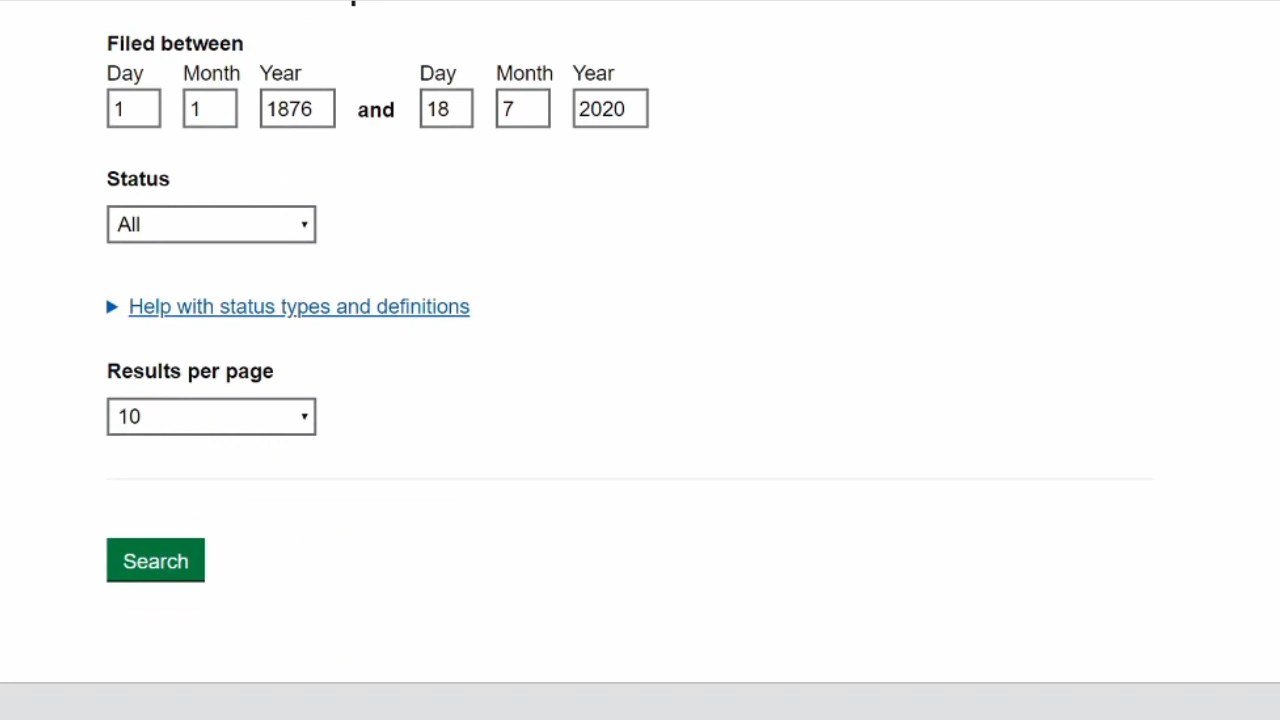 Filed between
Day Month Year Day Month Year
1 1 1876 and 18 7 2020
Status
All
Help with status types and definitions
Results per page
10
Search